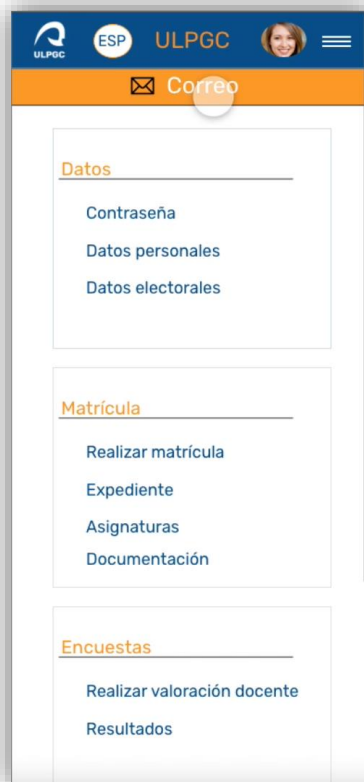 ULPGC
ESP
ULPGC
Correo
Datos
Contraseña
Datos personales
Datos electorales
Matrícula
Realizar matrícula
Expediente
Asignaturas
Documentación
Encuestas
Realizar valoración docente
Resultados